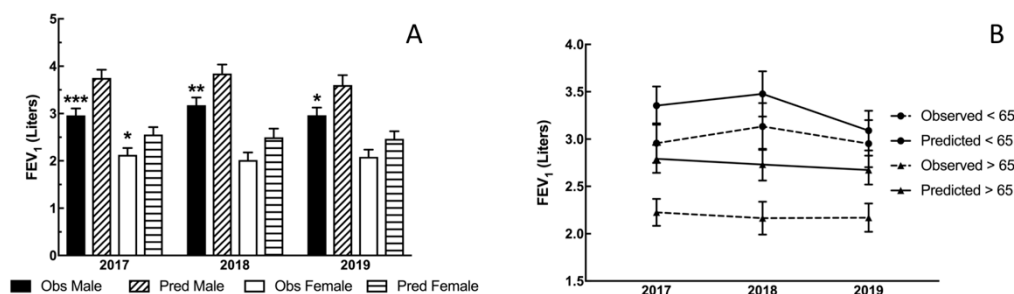 A
5
4
3
2
1
0
FEV1 (Liters)
***
*
**
*
2017
2018
2019
Obs Male
Pred Male
Obs Female
Pred Female
B
4.0
3.5
3.0
2.5
2.0
1.5
FEV1 (Liters)
2017
2018
2019
Observed < 65
Predicted < 65
Observed > 65
Predicted > 65